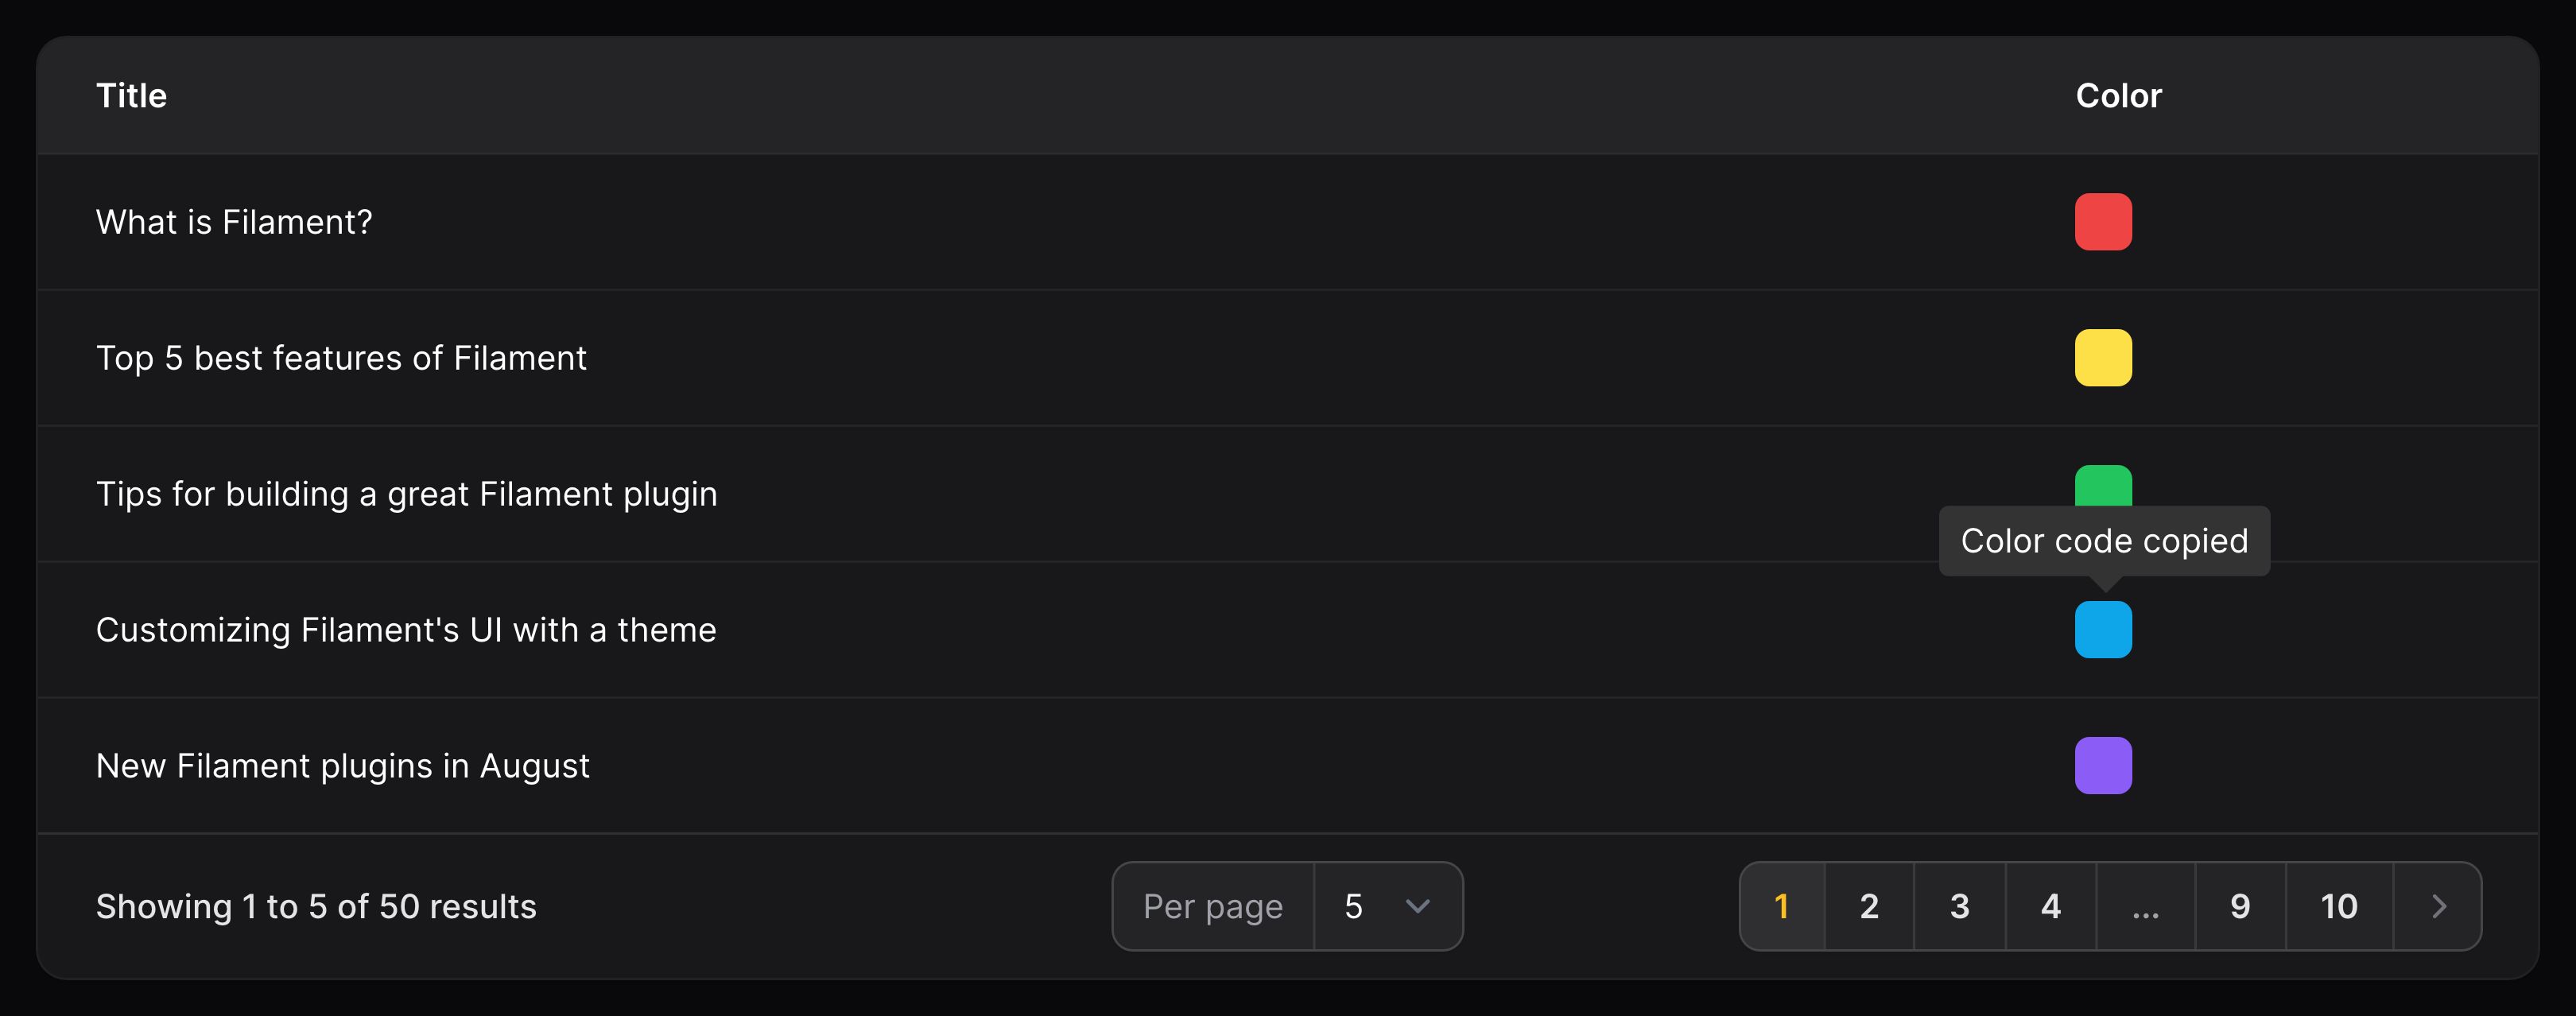 Title Color
What is Filament?
Top 5 best features of Filament
Tips for building a great Filament plugin
Color code copied
Customizing Filament's UI with a theme
New Filament plugins in August
Showing 1 to 5 of 50 results Per page 5 1 2 3 4 ... 9 10